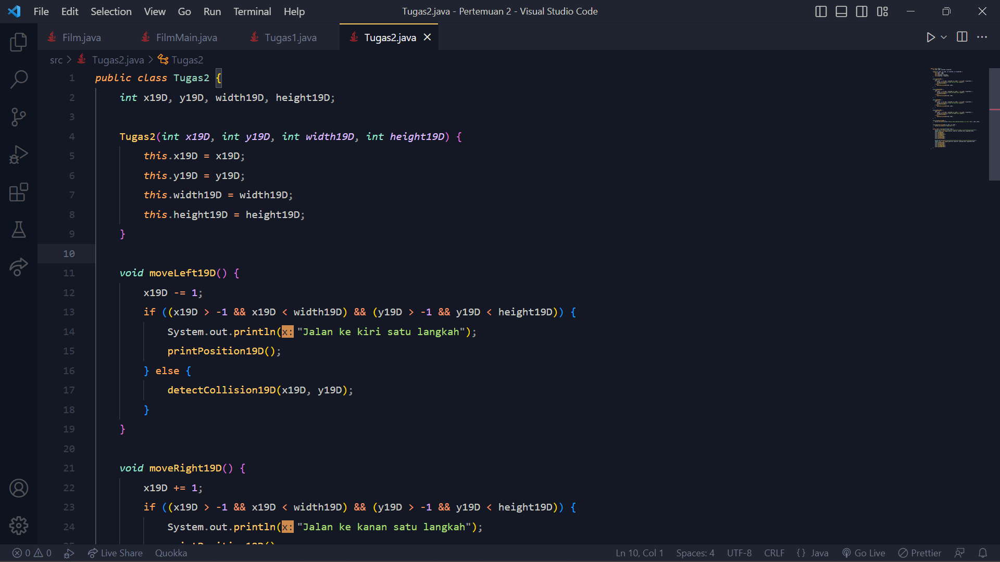 File Edit Selection View Go Run Terminal Help Tugas2.java - Pertemuan 2 - Visual Studio Code
Film.java FilmMain.java Tugas1.java Tugas2.java
src > Tugas2.java > Tugas2
1 public class Tugas2 {
2 int x19D, y19D, width19D, height19D;
3
4 Tugas2(int x19D, int y19D, int width19D, int height19D) {
5 this.x19D = x19D;
6 this.y19D = y19D;
7 this.width19D = width19D;
8 this.height19D = height19D;
9 }
10
11 void moveLeft19D() {
12 x19D -= 1;
13 if ((x19D > -1 && x19D < width19D) && (y19D > -1 && y19D < height19D)) {
14 System.out.println(x: "Jalan ke kiri satu langkah");
15 printPosition19D();
16 } else {
17 detectCollision19D(x19D, y19D);
18 }
19 }
20
21 void moveRight19D() {
22 x19D += 1;
23 if ((x19D > -1 && x19D < width19D) && (y19D > -1 && y19D < height19D)) {
24 System.out.println(x: "Jalan ke kanan satu langkah");
0 0 Live Share Quokka Ln 10, Col 1 Spaces: 4 UTF-8 CRLF { } Java Go Live Prettier